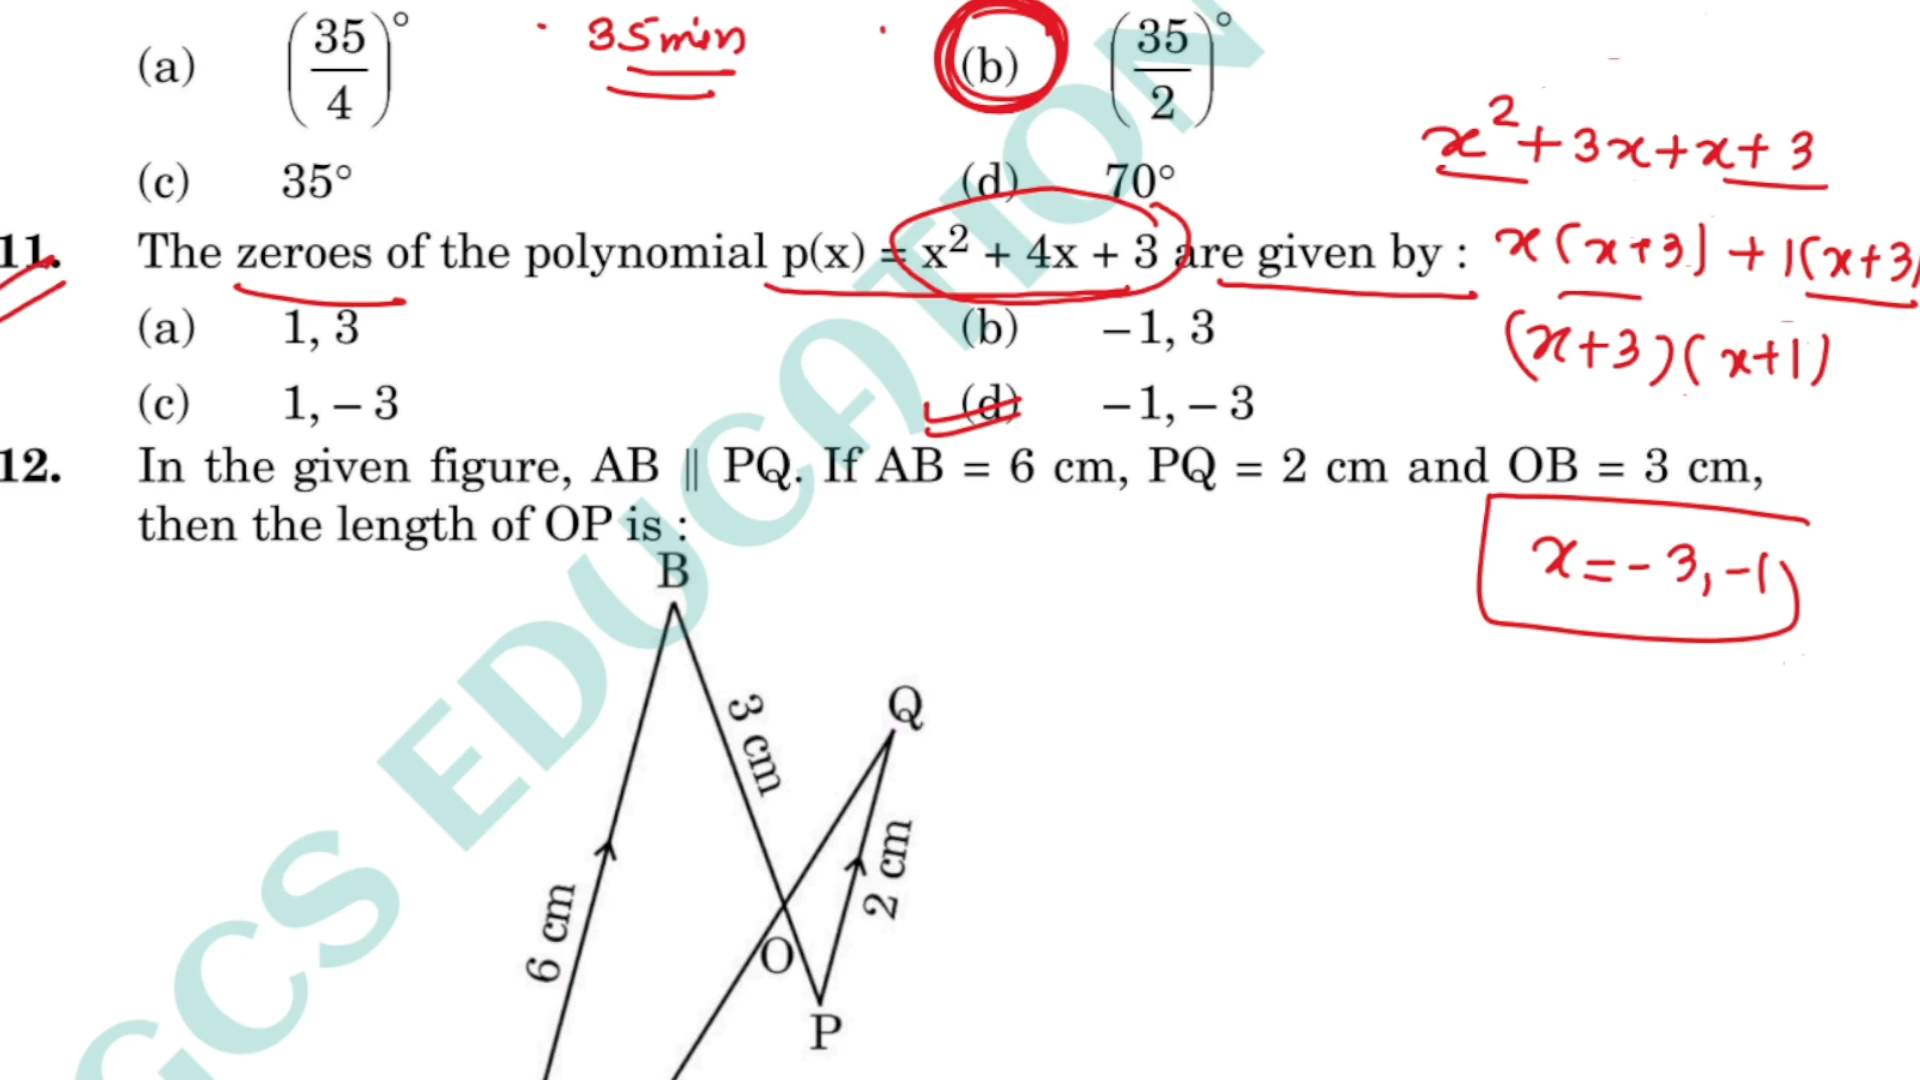 (a) (35/4)° 35min (b) (35/2)°
x² + 3x + x + 3
(c) 35° (d) 70°
11. The zeroes of the polynomial p(x) = x² + 4x + 3 are given by : x(x+3) + 1(x+3)
(a) 1, 3 (b) – 1, 3
(x+3)(x+1)
(c) 1, – 3 (d) – 1, – 3
12. In the given figure, AB || PQ. If AB = 6 cm, PQ = 2 cm and OB = 3 cm,
then the length of OP is :
x = -3, -1
B
3 cm
Q
2 cm
6 cm
O
P
GCS EDUCATION